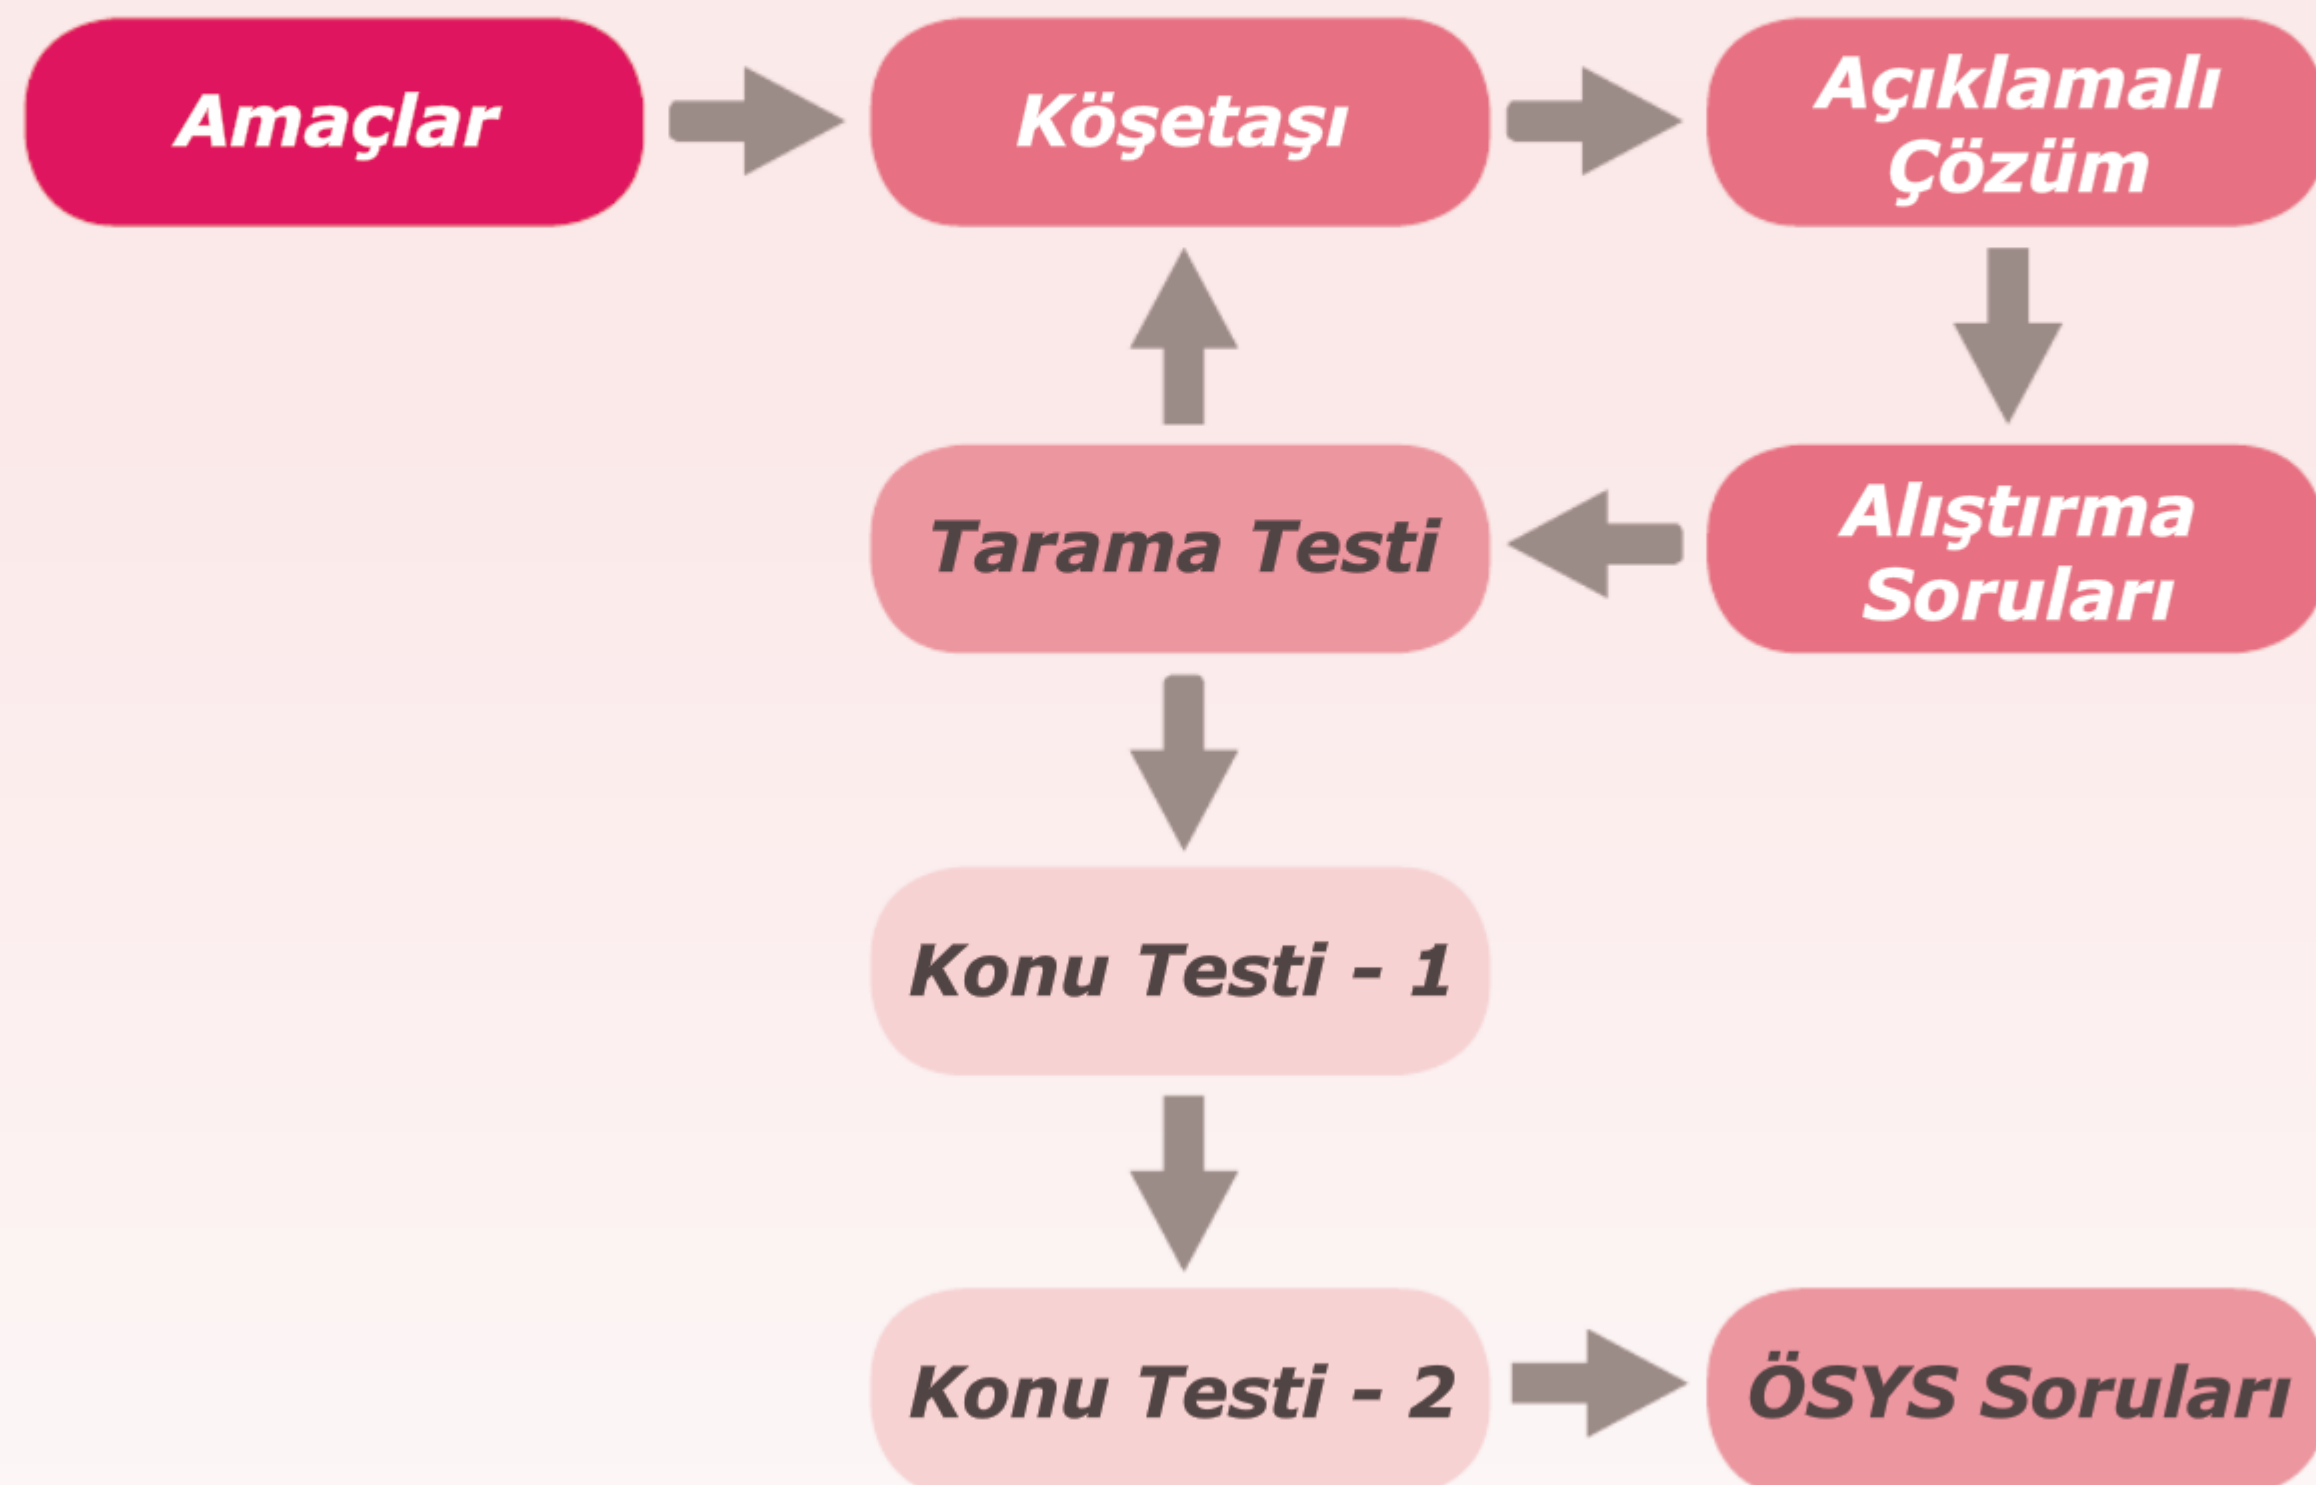 Amaçlar
Köşetaşı
Açıklamalı
Çözüm
Tarama Testi
Alıştırma
Soruları
Konu Testi - 1
Konu Testi - 2
ÖSYS Soruları